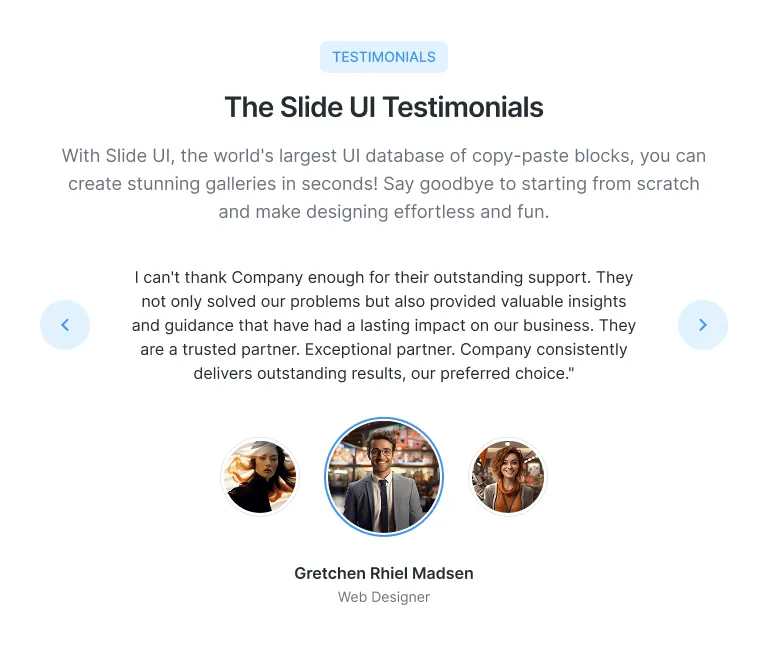 TESTIMONIALS
The Slide UI Testimonials
With Slide UI, the world's largest UI database of copy-paste blocks, you can
create stunning galleries in seconds! Say goodbye to starting from scratch
and make designing effortless and fun.
I can't thank Company enough for their outstanding support. They
not only solved our problems but also provided valuable insights
and guidance that have had a lasting impact on our business. They
are a trusted partner. Exceptional partner. Company consistently
delivers outstanding results, our preferred choice."
Gretchen Rhiel Madsen
Web Designer